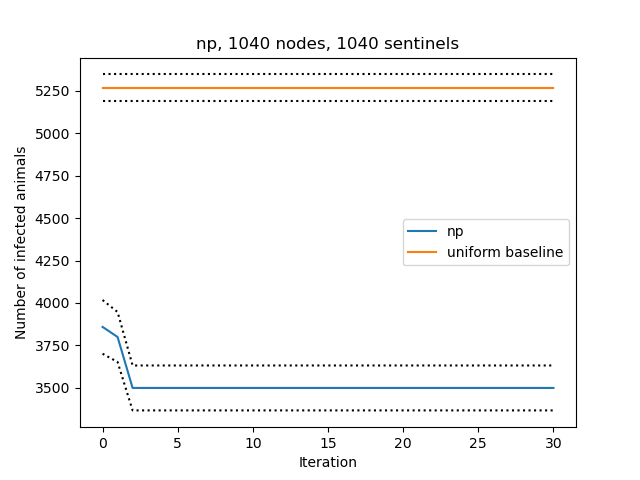 np, 1040 nodes, 1040 sentinels
Number of infected animals
5250
5000
4750
4500
4250
4000
3750
3500
np
uniform baseline
0 5 10 15 20 25 30
Iteration